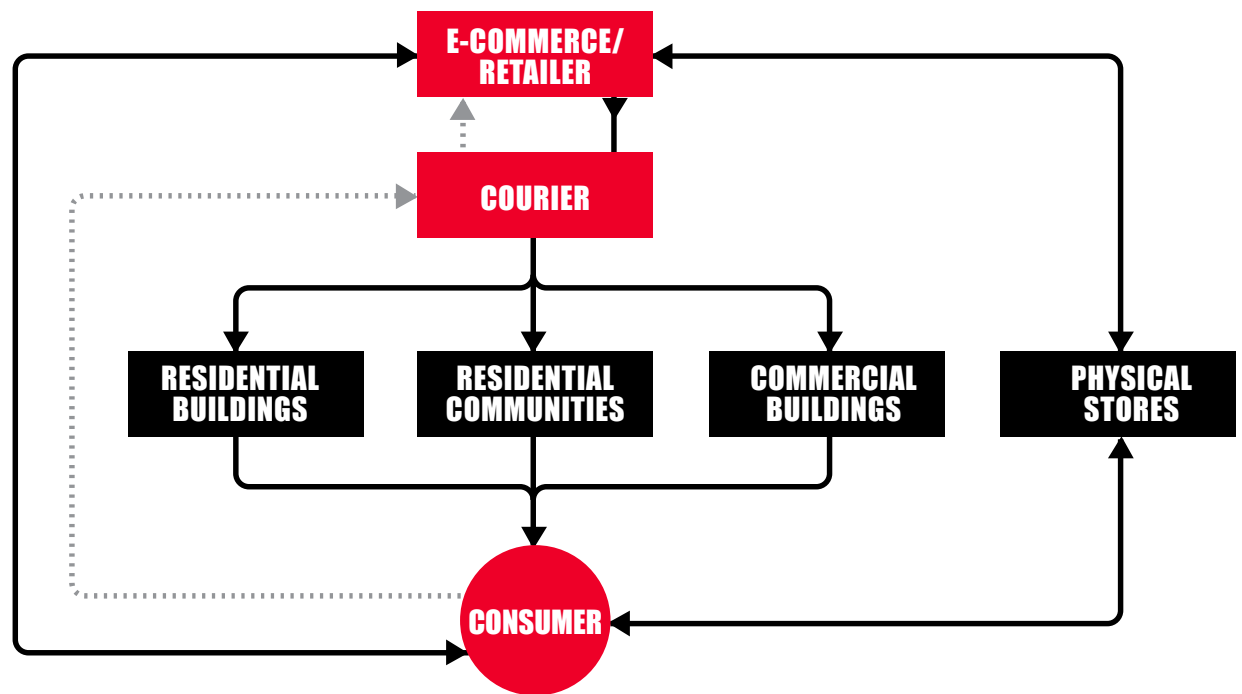 E-COMMERCE/
RETAILER
COURIER
RESIDENTIAL
BUILDINGS
RESIDENTIAL
COMMUNITIES
COMMERCIAL
BUILDINGS
PHYSICAL
STORES
CONSUMER